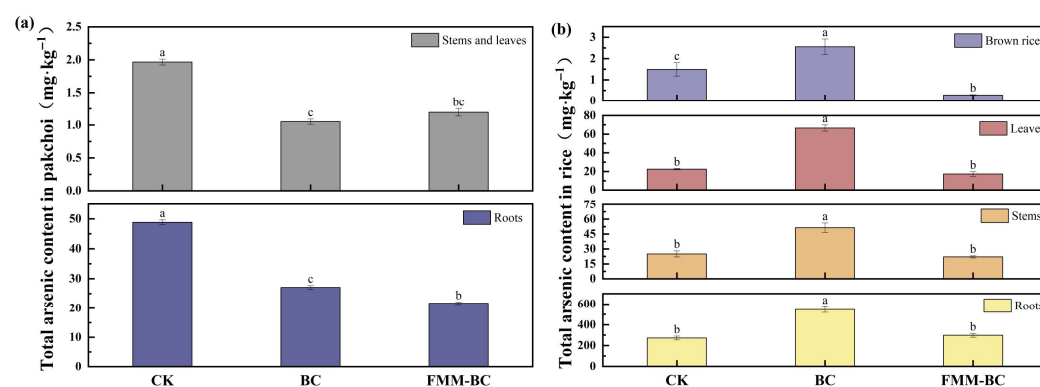 (a)
Total arsenic content in pakchoi（mg·kg⁻¹)
2.5
2.0
1.5
1.0
0.5
0.0
Stems and leaves
a
c
bc
50
40
30
20
10
0
Roots
a
c
b
CK BC FMM-BC
(b)
Total arsenic content in rice（mg·kg⁻¹)
3
2
1
0
Brown rice
c
a
b
80
60
40
20
0
Leave
b
a
b
75
60
45
30
15
0
Stems
b
a
b
600
400
200
0
Roots
b
a
b
CK BC FMM-BC